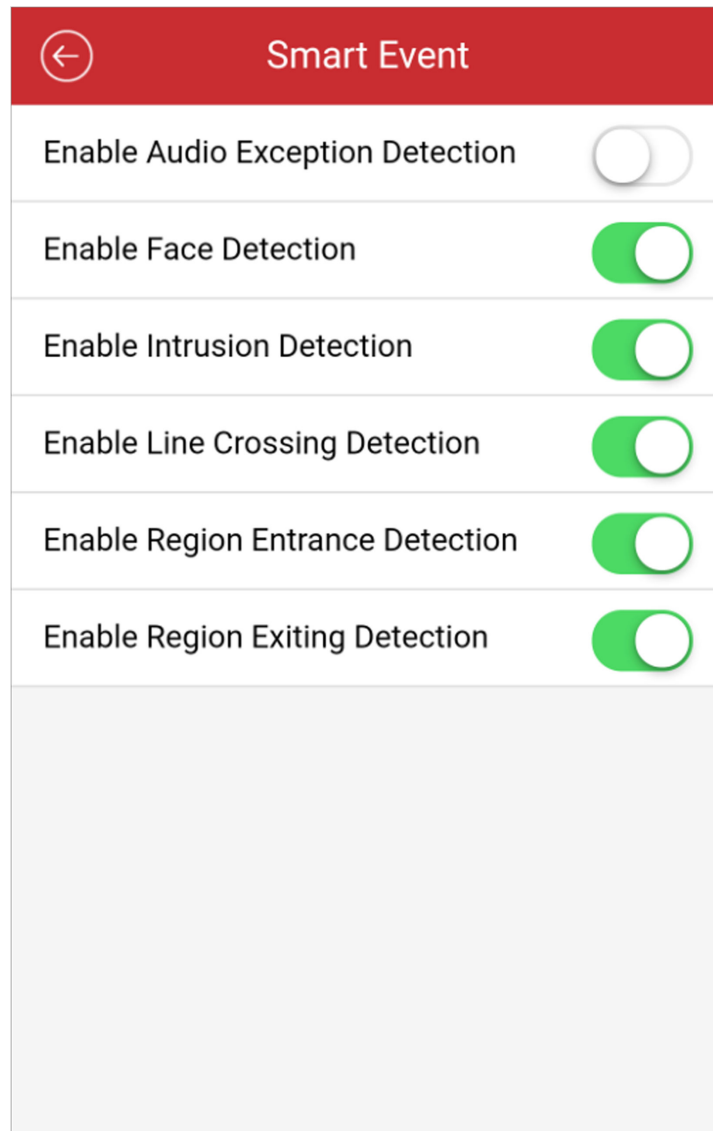 Smart Event
Enable Audio Exception Detection
Enable Face Detection
Enable Intrusion Detection
Enable Line Crossing Detection
Enable Region Entrance Detection
Enable Region Exiting Detection